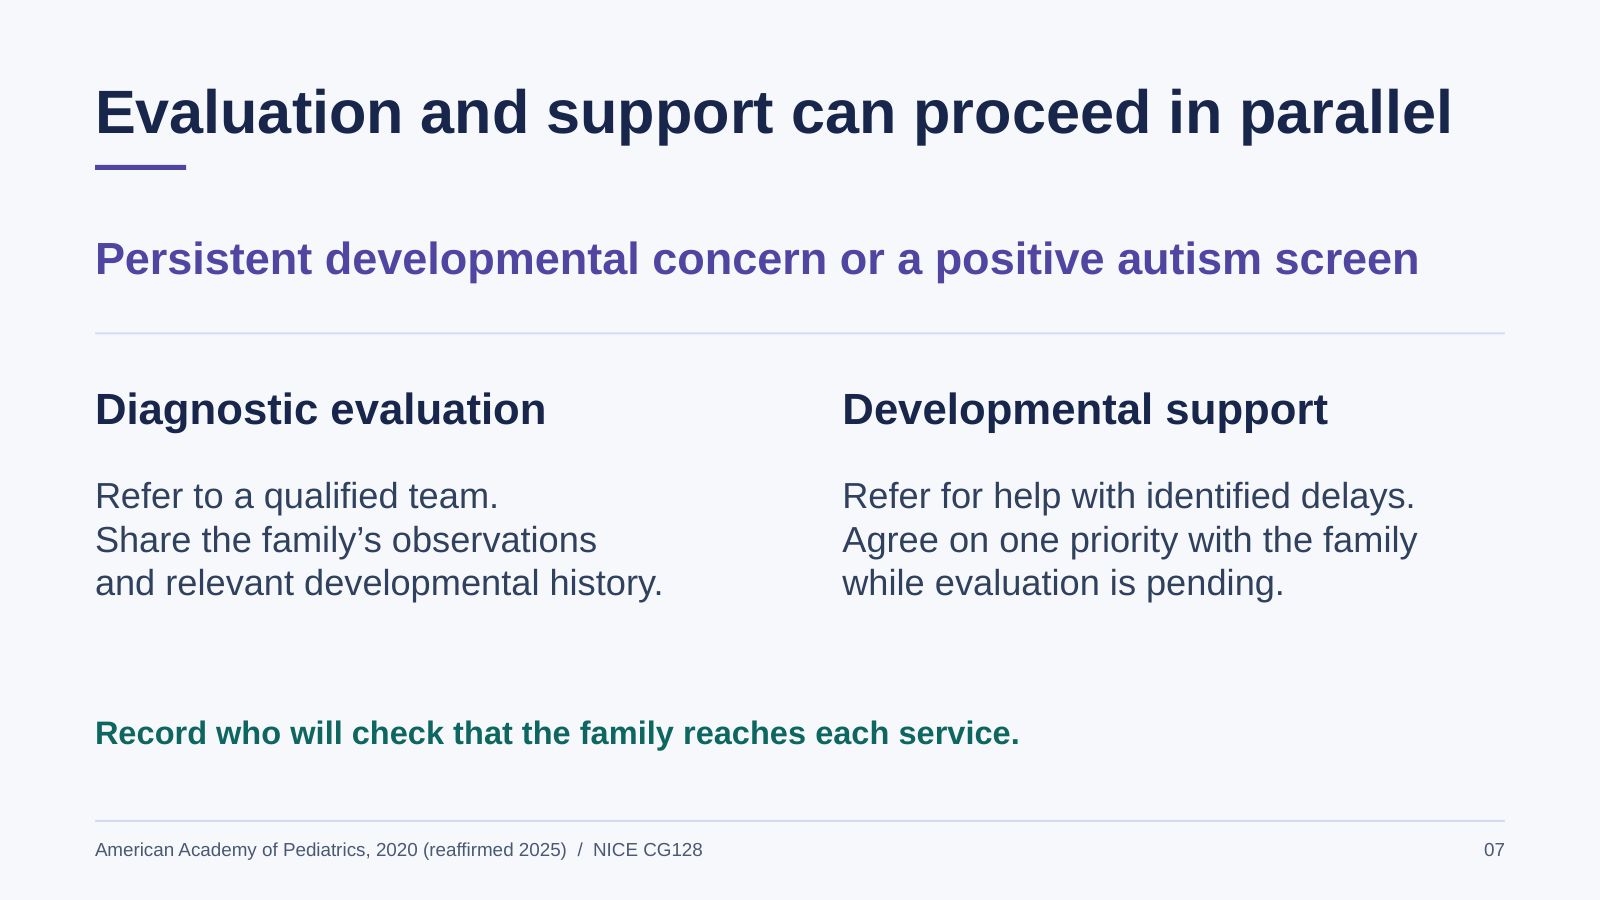 Evaluation and support can proceed in parallel
Persistent developmental concern or a positive autism screen
Diagnostic evaluation
Refer to a qualified team.
Share the family’s observations
and relevant developmental history.
Developmental support
Refer for help with identified delays.
Agree on one priority with the family
while evaluation is pending.
Record who will check that the family reaches each service.
American Academy of Pediatrics, 2020 (reaffirmed 2025)  /  NICE CG128
07